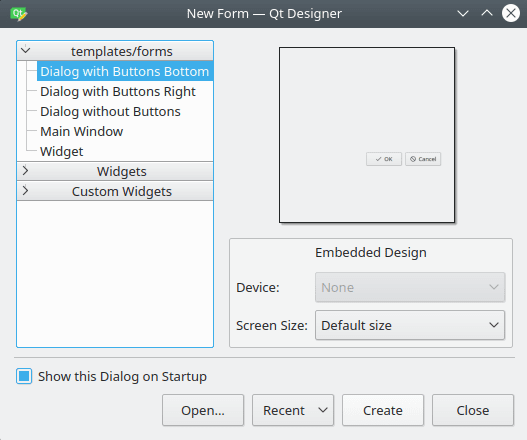 New Form — Qt Designer
templates/forms
Dialog with Buttons Bottom
Dialog with Buttons Right
Dialog without Buttons
Main Window
Widget
Widgets
Custom Widgets
OK Cancel
Embedded Design
Device: None
Screen Size: Default size
Show this Dialog on Startup
Open... Recent Create Close